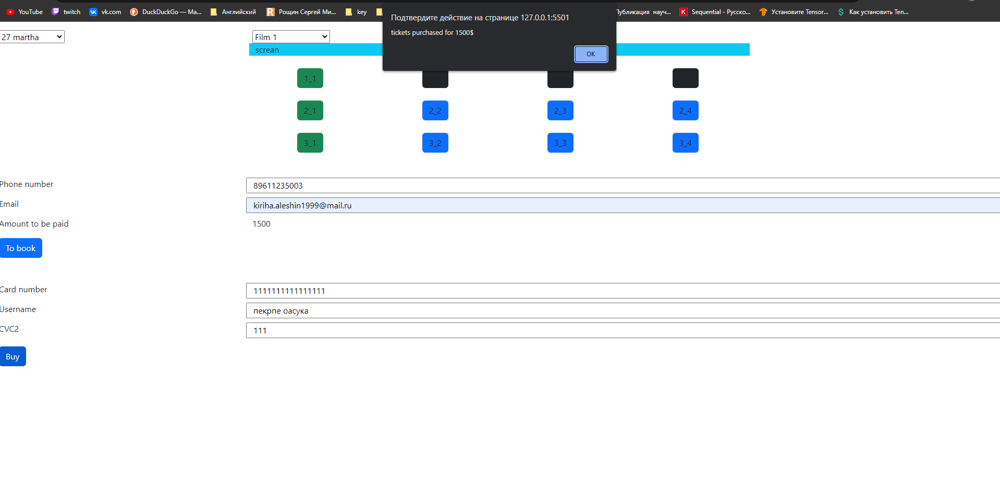 YouTube twitch vk.com DuckDuckGo — Ma... Английский Рощин Сергей Ми... key Публикация науч... Sequential - Русско... Установите Tensor... Как установить Ten...
Подтвердите действие на странице 127.0.0.1:5501
tickets purchased for 1500$
OK
27 martha Film 1
screan
1_1
2_1 2_2 2_3 2_4
3_1 3_2 3_3 3_4
Phone number 89611235003
Email kiriha.aleshin1999@mail.ru
Amount to be paid 1500
To book
Card number 1111111111111111
Username пекрпе оасука
CVC2 111
Buy